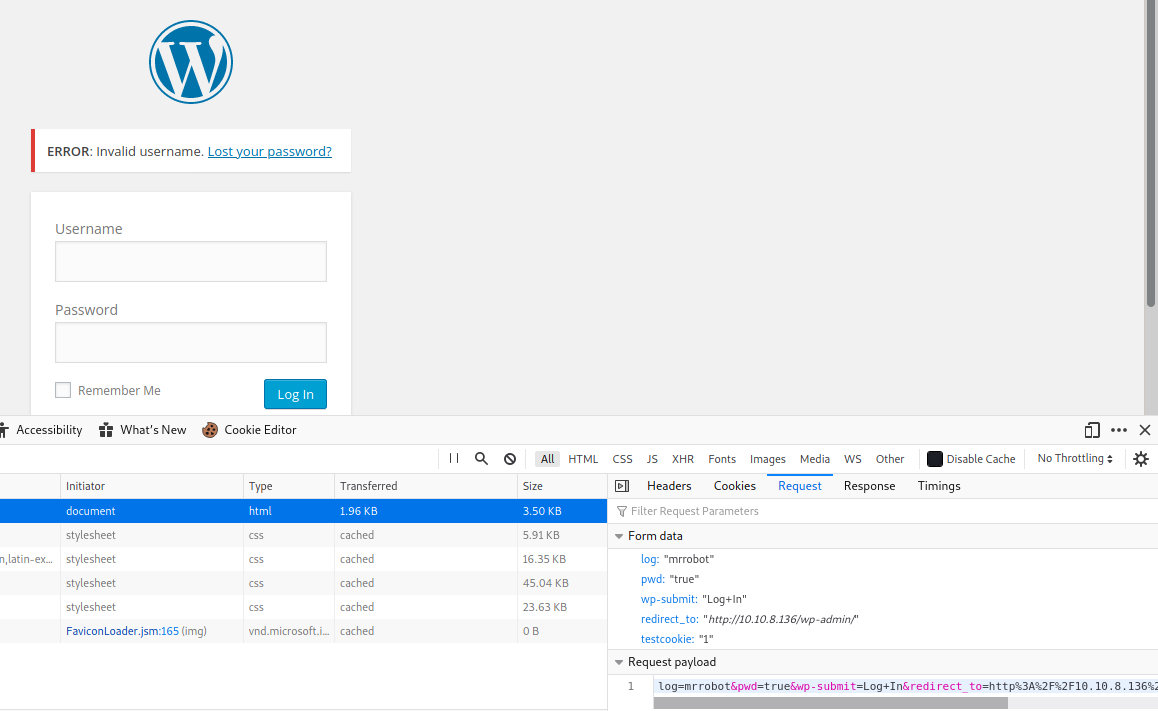 ERROR: Invalid username. Lost your password?
Username
Password
Remember Me
Log In
Accessibility What's New Cookie Editor
All HTML CSS JS XHR Fonts Images Media WS Other Disable Cache No Throttling
Initiator Type Transferred Size
document html 1.96 KB 3.50 KB
stylesheet css cached 5.91 KB
n,latin-ex... stylesheet css cached 16.35 KB
stylesheet css cached 45.04 KB
stylesheet css cached 23.63 KB
FaviconLoader.jsm:165 (img) vnd.microsoft.i... cached 0 B
Headers Cookies Request Response Timings
Filter Request Parameters
Form data
log: "mrrobot"
pwd: "true"
wp-submit: "Log+In"
redirect_to: "http://10.10.8.136/wp-admin/"
testcookie: "1"
Request payload
1 log=mrrobot&pwd=true&wp-submit=Log+In&redirect_to=http%3A%2F%2F10.10.8.136%2